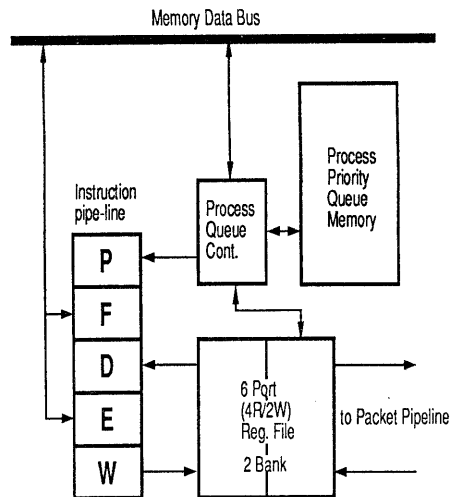 Memory Data Bus
Process
Priority
Queue
Memory
Instruction
pipe-line
Process
Queue
Cont.
P
F
D
E
W
6 Port
(4R/2W)
Reg. File
2 Bank
to Packet Pipeline